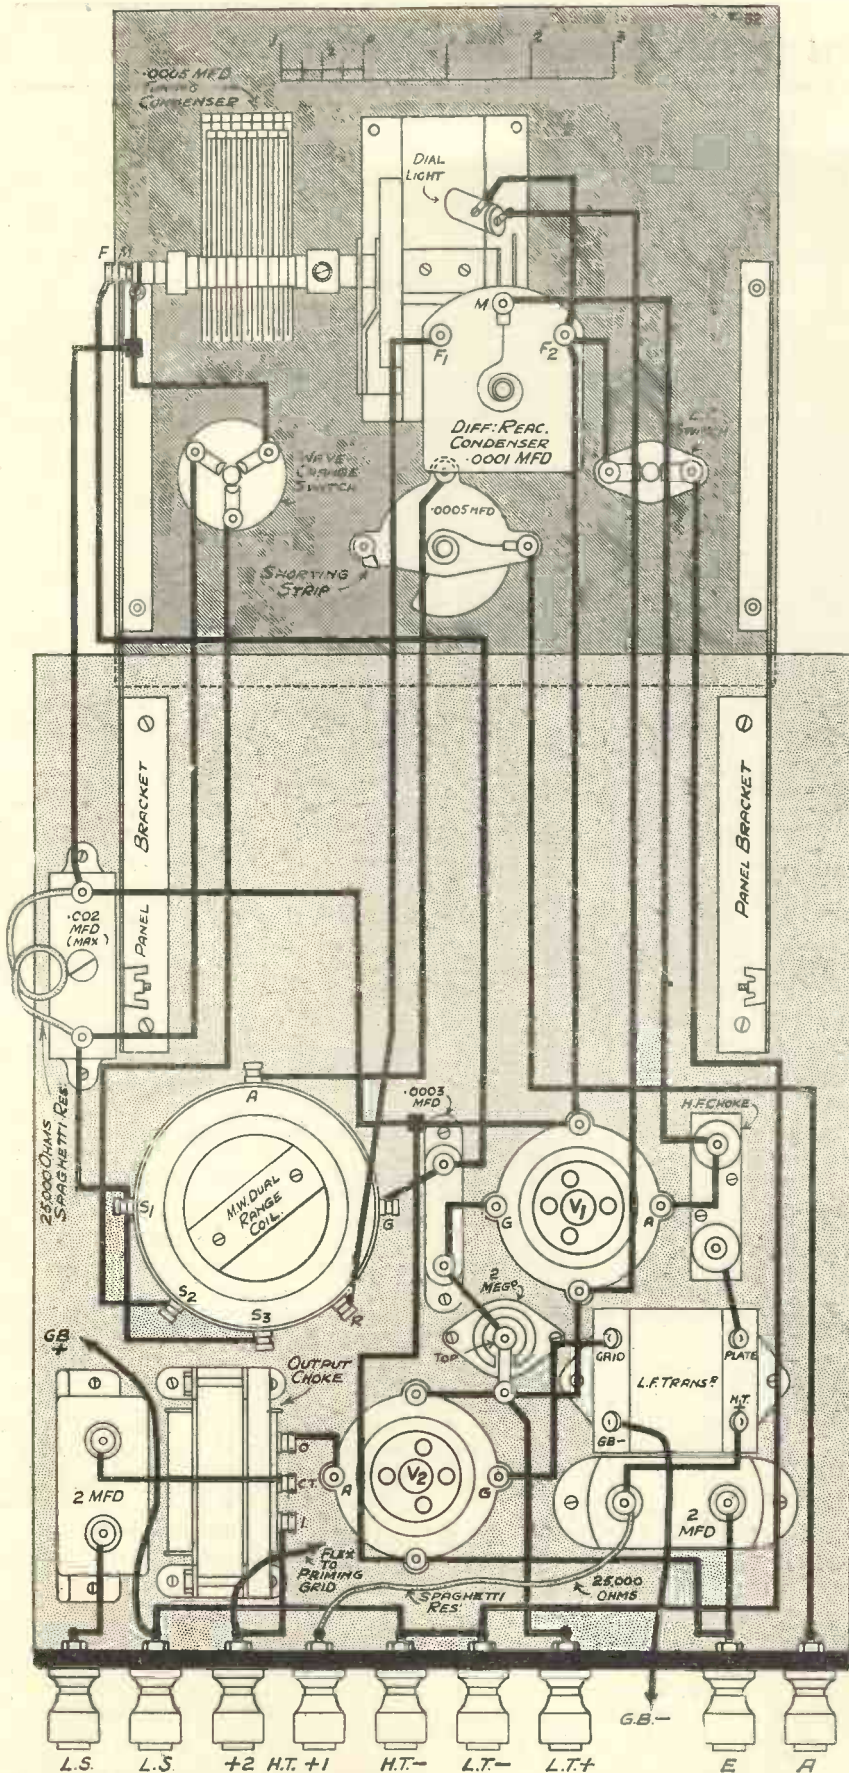 .0005 MFD
TUNING
CONDENSER
DIAL
LIGHT
F
M
M
F1
F2
DIFF: REAC.
CONDENSER
.0001 MFD
L.T.
SWITCH
WAVE
CHANGE
SWITCH
.0005 MFD
SHORTING
STRIP
PANEL BRACKET
PANEL BRACKET
.002
MFD
(MAX)
25,000 OHMS
SPAGHETTI RES.
A
.0003
MFD
H.F. CHOKE
S1
M.W. DUAL
RANGE
COIL.
G
G
V1
A
S2
S3
R
2
MEGO
GB
+
OUTPUT
CHOKE
TOP
GRID
PLATE
L.F. TRANSR
H.T.
GB-
O
C.T.
I.
A
V2
G
2 MFD
2
MFD
FLEX
TO
PRIMING
GRID
SPAGHETTI
RES.
25,000
OHMS
G.B.-
L.S.
L.S.
+2
H.T.
+1
H.T.-
L.T.-
L.T.+
E
A